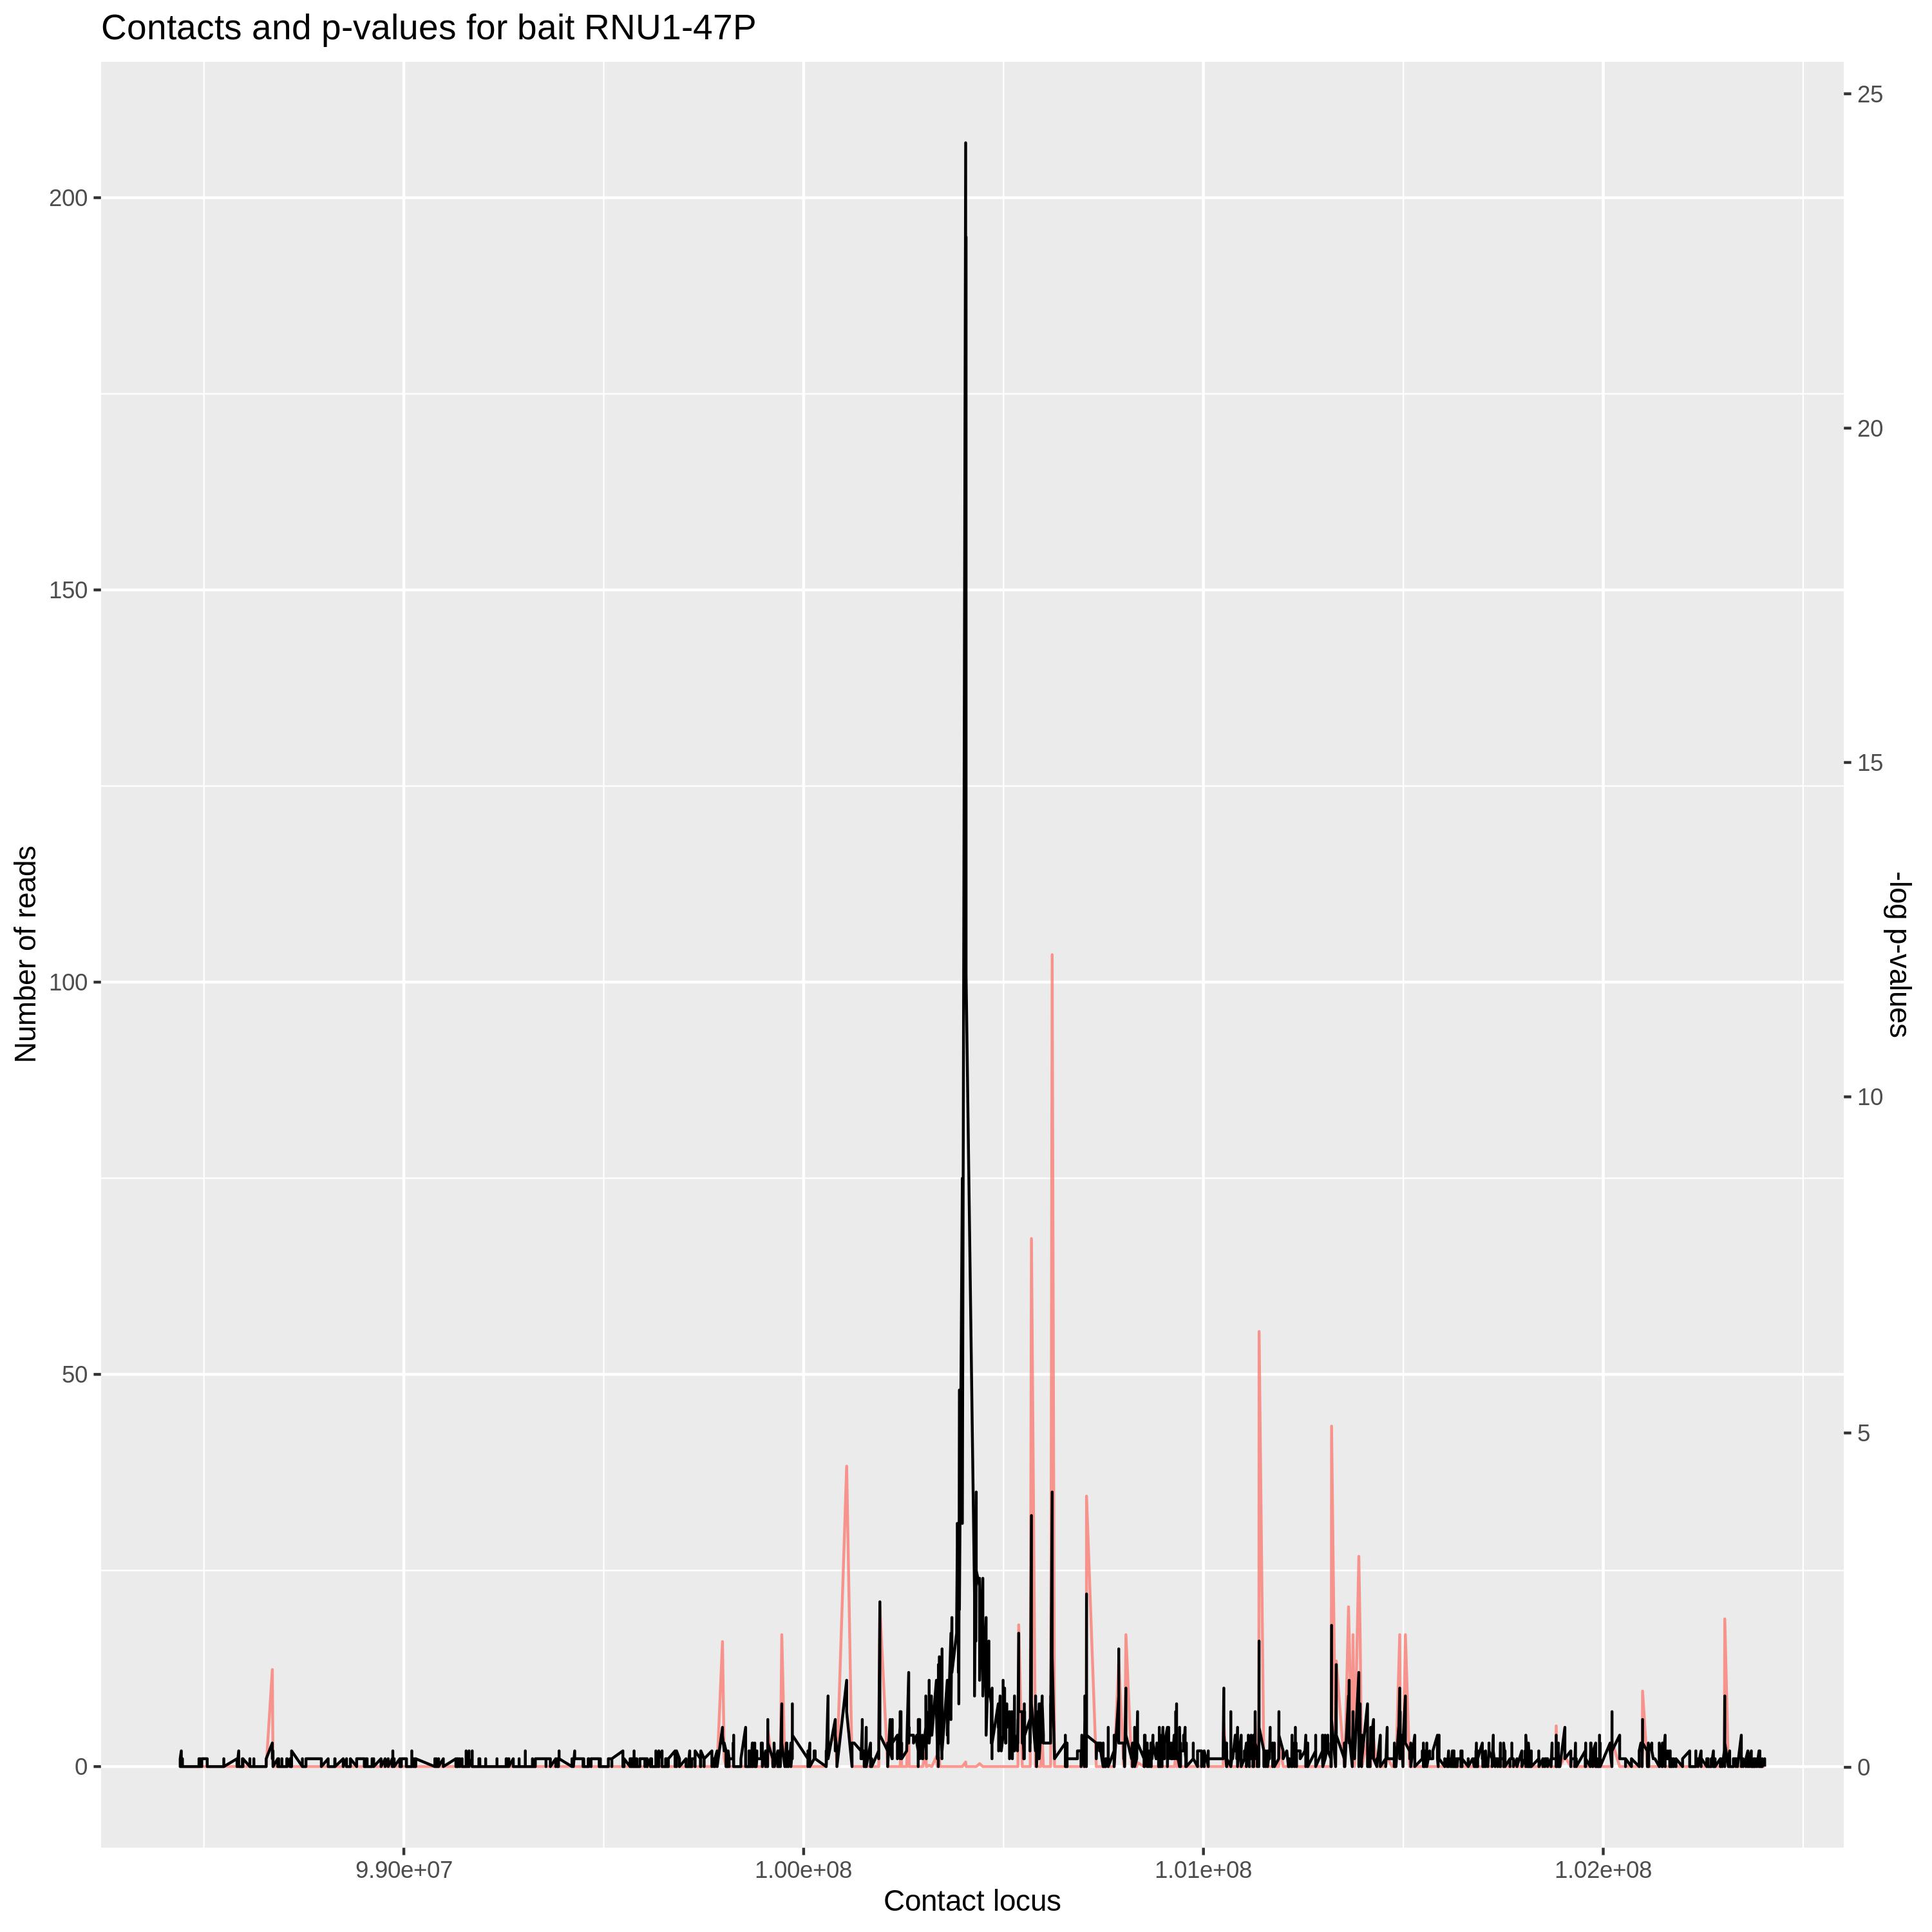 Contacts and p-values for bait RNU1-47P
Number of reads
200
150
100
50
0
25
20
15
10
5
0
-log p-values
9.90e+07
1.00e+08
1.01e+08
1.02e+08
Contact locus